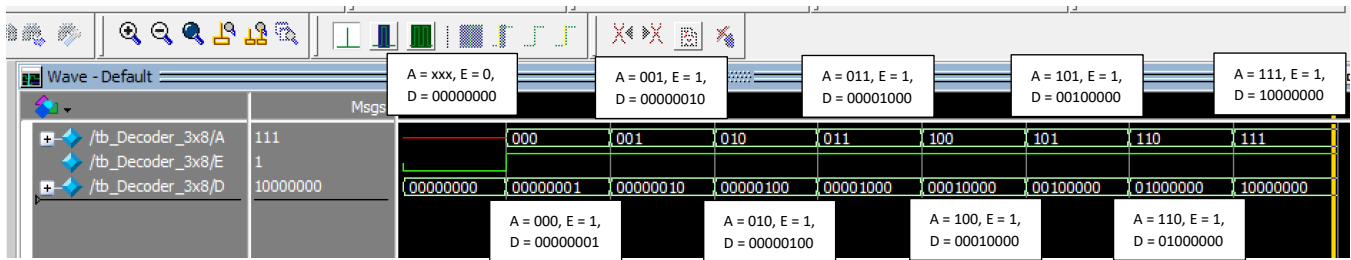 A = xxx, E = 0,
D = 00000000
A = 001, E = 1,
D = 00000010
A = 011, E = 1,
D = 00001000
A = 101, E = 1,
D = 00100000
A = 111, E = 1,
D = 10000000
Wave - Default
Msgs
/tb_Decoder_3x8/A 111 000 001 010 011 100 101 110 111
/tb_Decoder_3x8/E 1
/tb_Decoder_3x8/D 10000000 00000000 00000001 00000010 00000100 00001000 00010000 00100000 01000000 10000000
A = 000, E = 1,
D = 00000001
A = 010, E = 1,
D = 00000100
A = 100, E = 1,
D = 00010000
A = 110, E = 1,
D = 01000000